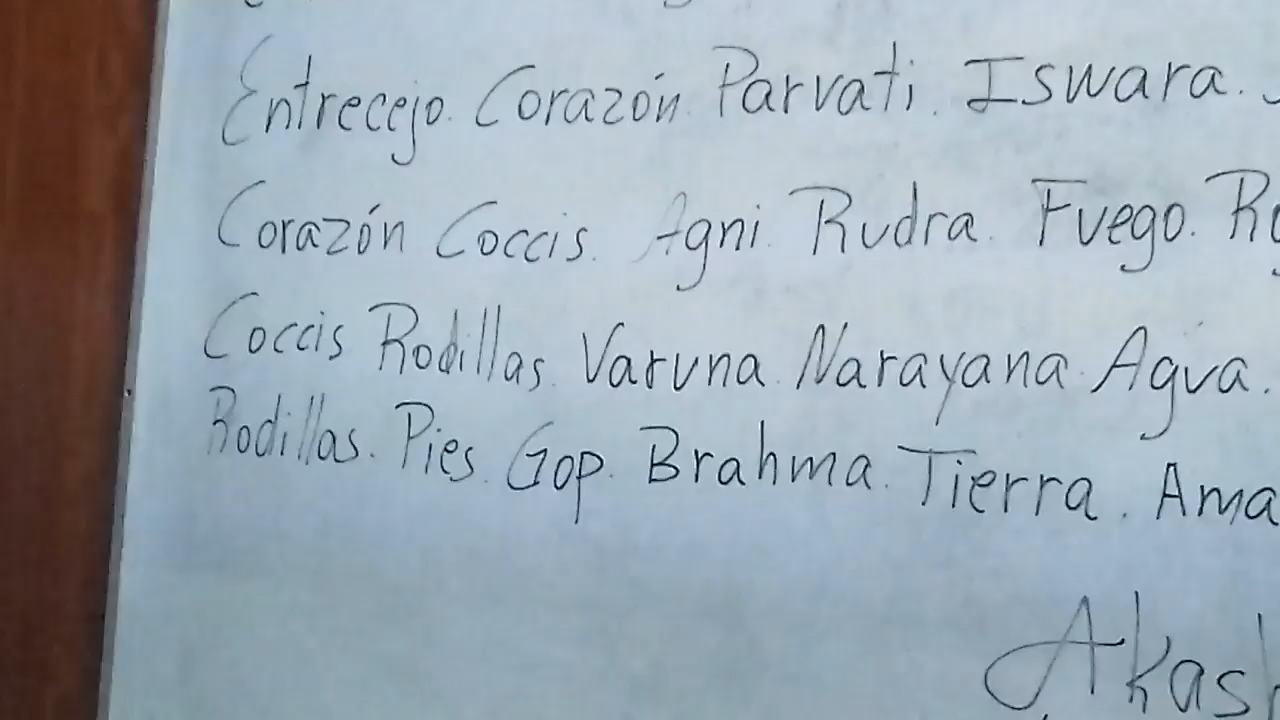 Entrecejo. Corazón. Parvati. Iswara.
Corazón Coccis. Agni. Rudra. Fuego.
Coccis Rodillas. Varuna. Narayana. Agua.
Rodillas. Pies. Gop. Brahma. Tierra. Ama
Akash